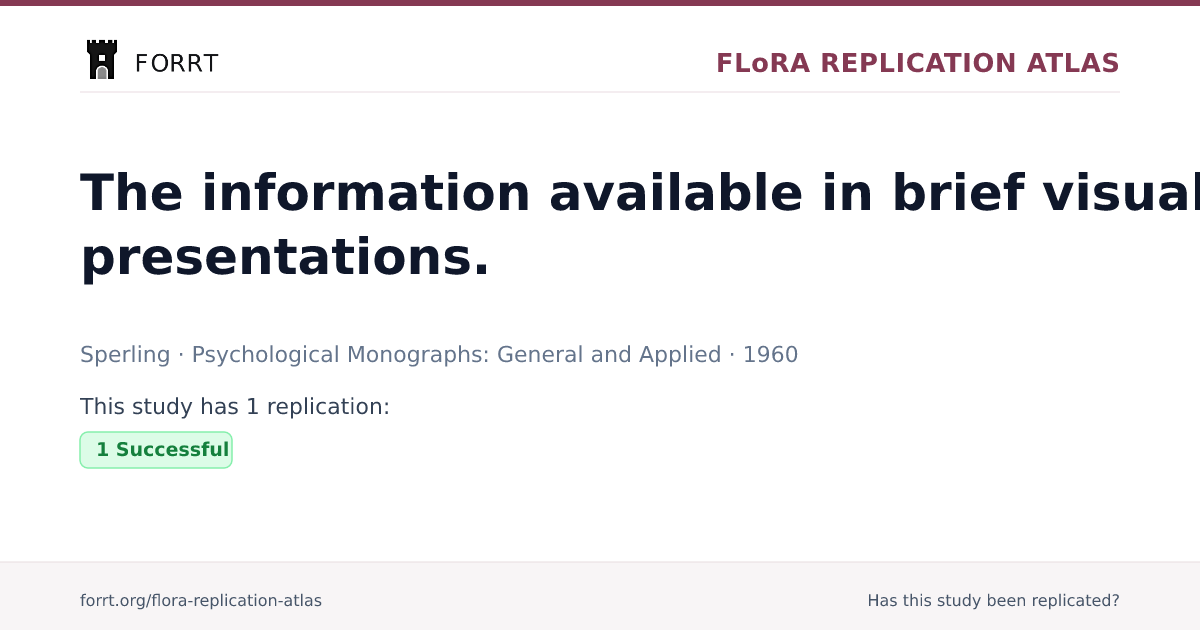 FORRT
FLoRA REPLICATION ATLAS
The information available in brief visual
presentations.
Sperling · Psychological Monographs: General and Applied · 1960
This study has 1 replication:
1 Successful
forrt.org/flora-replication-atlas
Has this study been replicated?